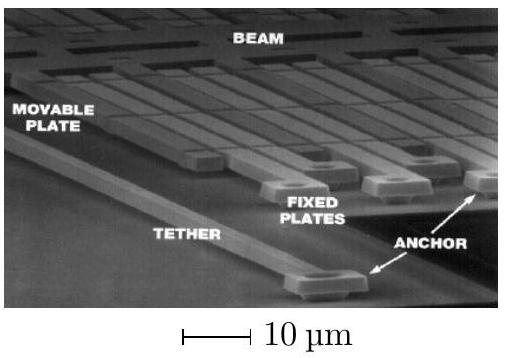 BEAM
MOVABLE
PLATE
FIXED
PLATES
TETHER
ANCHOR
10 µm